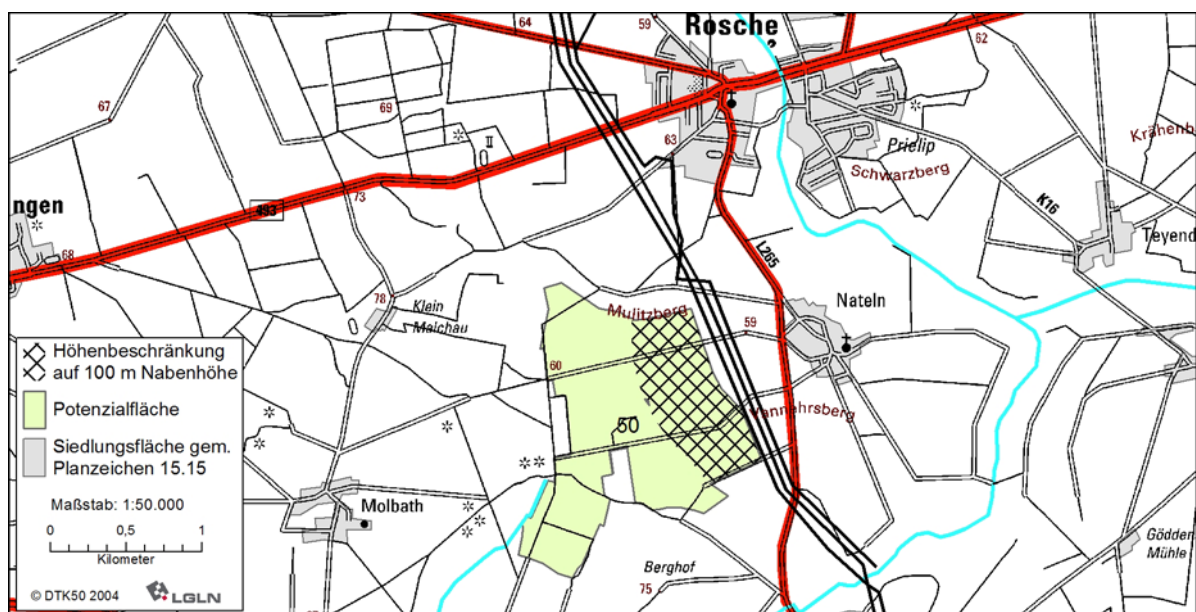 64
59
Rosche
62
67
69
II
63
Prielip
Krähenb
Schwarzberg
73
ngen
493
K16
68
L265
Teyend
78
Klein
Maichau
Nateln
Mulitzberg
59
60
Höhenbeschränkung
auf 100 m Nabenhöhe
Potenzialfläche
Siedlungsfläche gem.
Planzeichen 15.15
Maßstab: 1:50.000
0 0,5 1
Kilometer
© DTK50 2004 LGLN
50
Molbath
Berghof
75
Gödden
Mühle